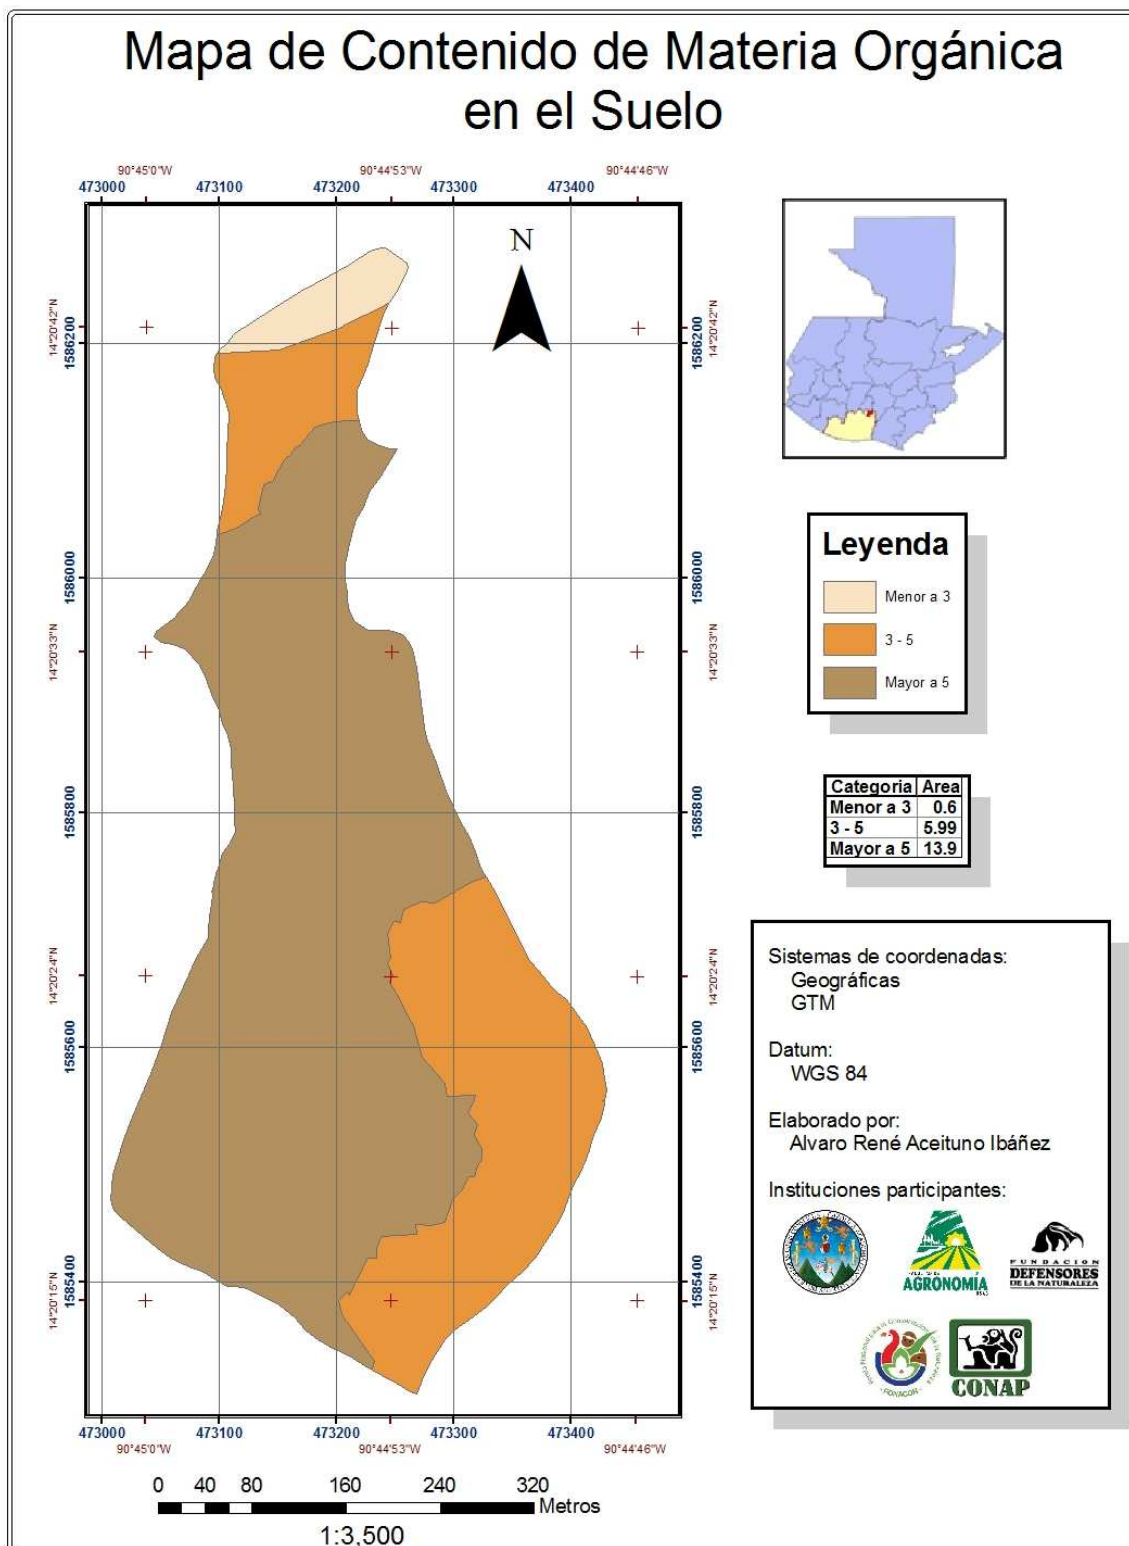 Mapa de Contenido de Materia Orgánica
en el Suelo
90°45'0"W 90°44'53"W 90°44'46"W
473000 473100 473200 473300 473400
N
14°20'42"N
1586200
1586200
14°20'42"N
1586000
1586000
14°20'33"N
14°20'33"N
1585800
1585800
14°20'24"N
14°20'24"N
1585600
1585600
1585400
1585400
14°20'15"N
14°20'15"N
473000 473100 473200 473300 473400
90°45'0"W 90°44'53"W 90°44'46"W
0 40 80 160 240 320
Metros
1:3,500
Leyenda
Menor a 3
3 - 5
Mayor a 5
Categoria Area
Menor a 3 0.6
3 - 5 5.99
Mayor a 5 13.9
Sistemas de coordenadas:
Geográficas
GTM
Datum:
WGS 84
Elaborado por:
Alvaro René Aceituno Ibáñez
Instituciones participantes:
AGRONOMÍA
FUNDACION
DEFENSORES
DE LA NATURALEZA
FONACON
CONAP